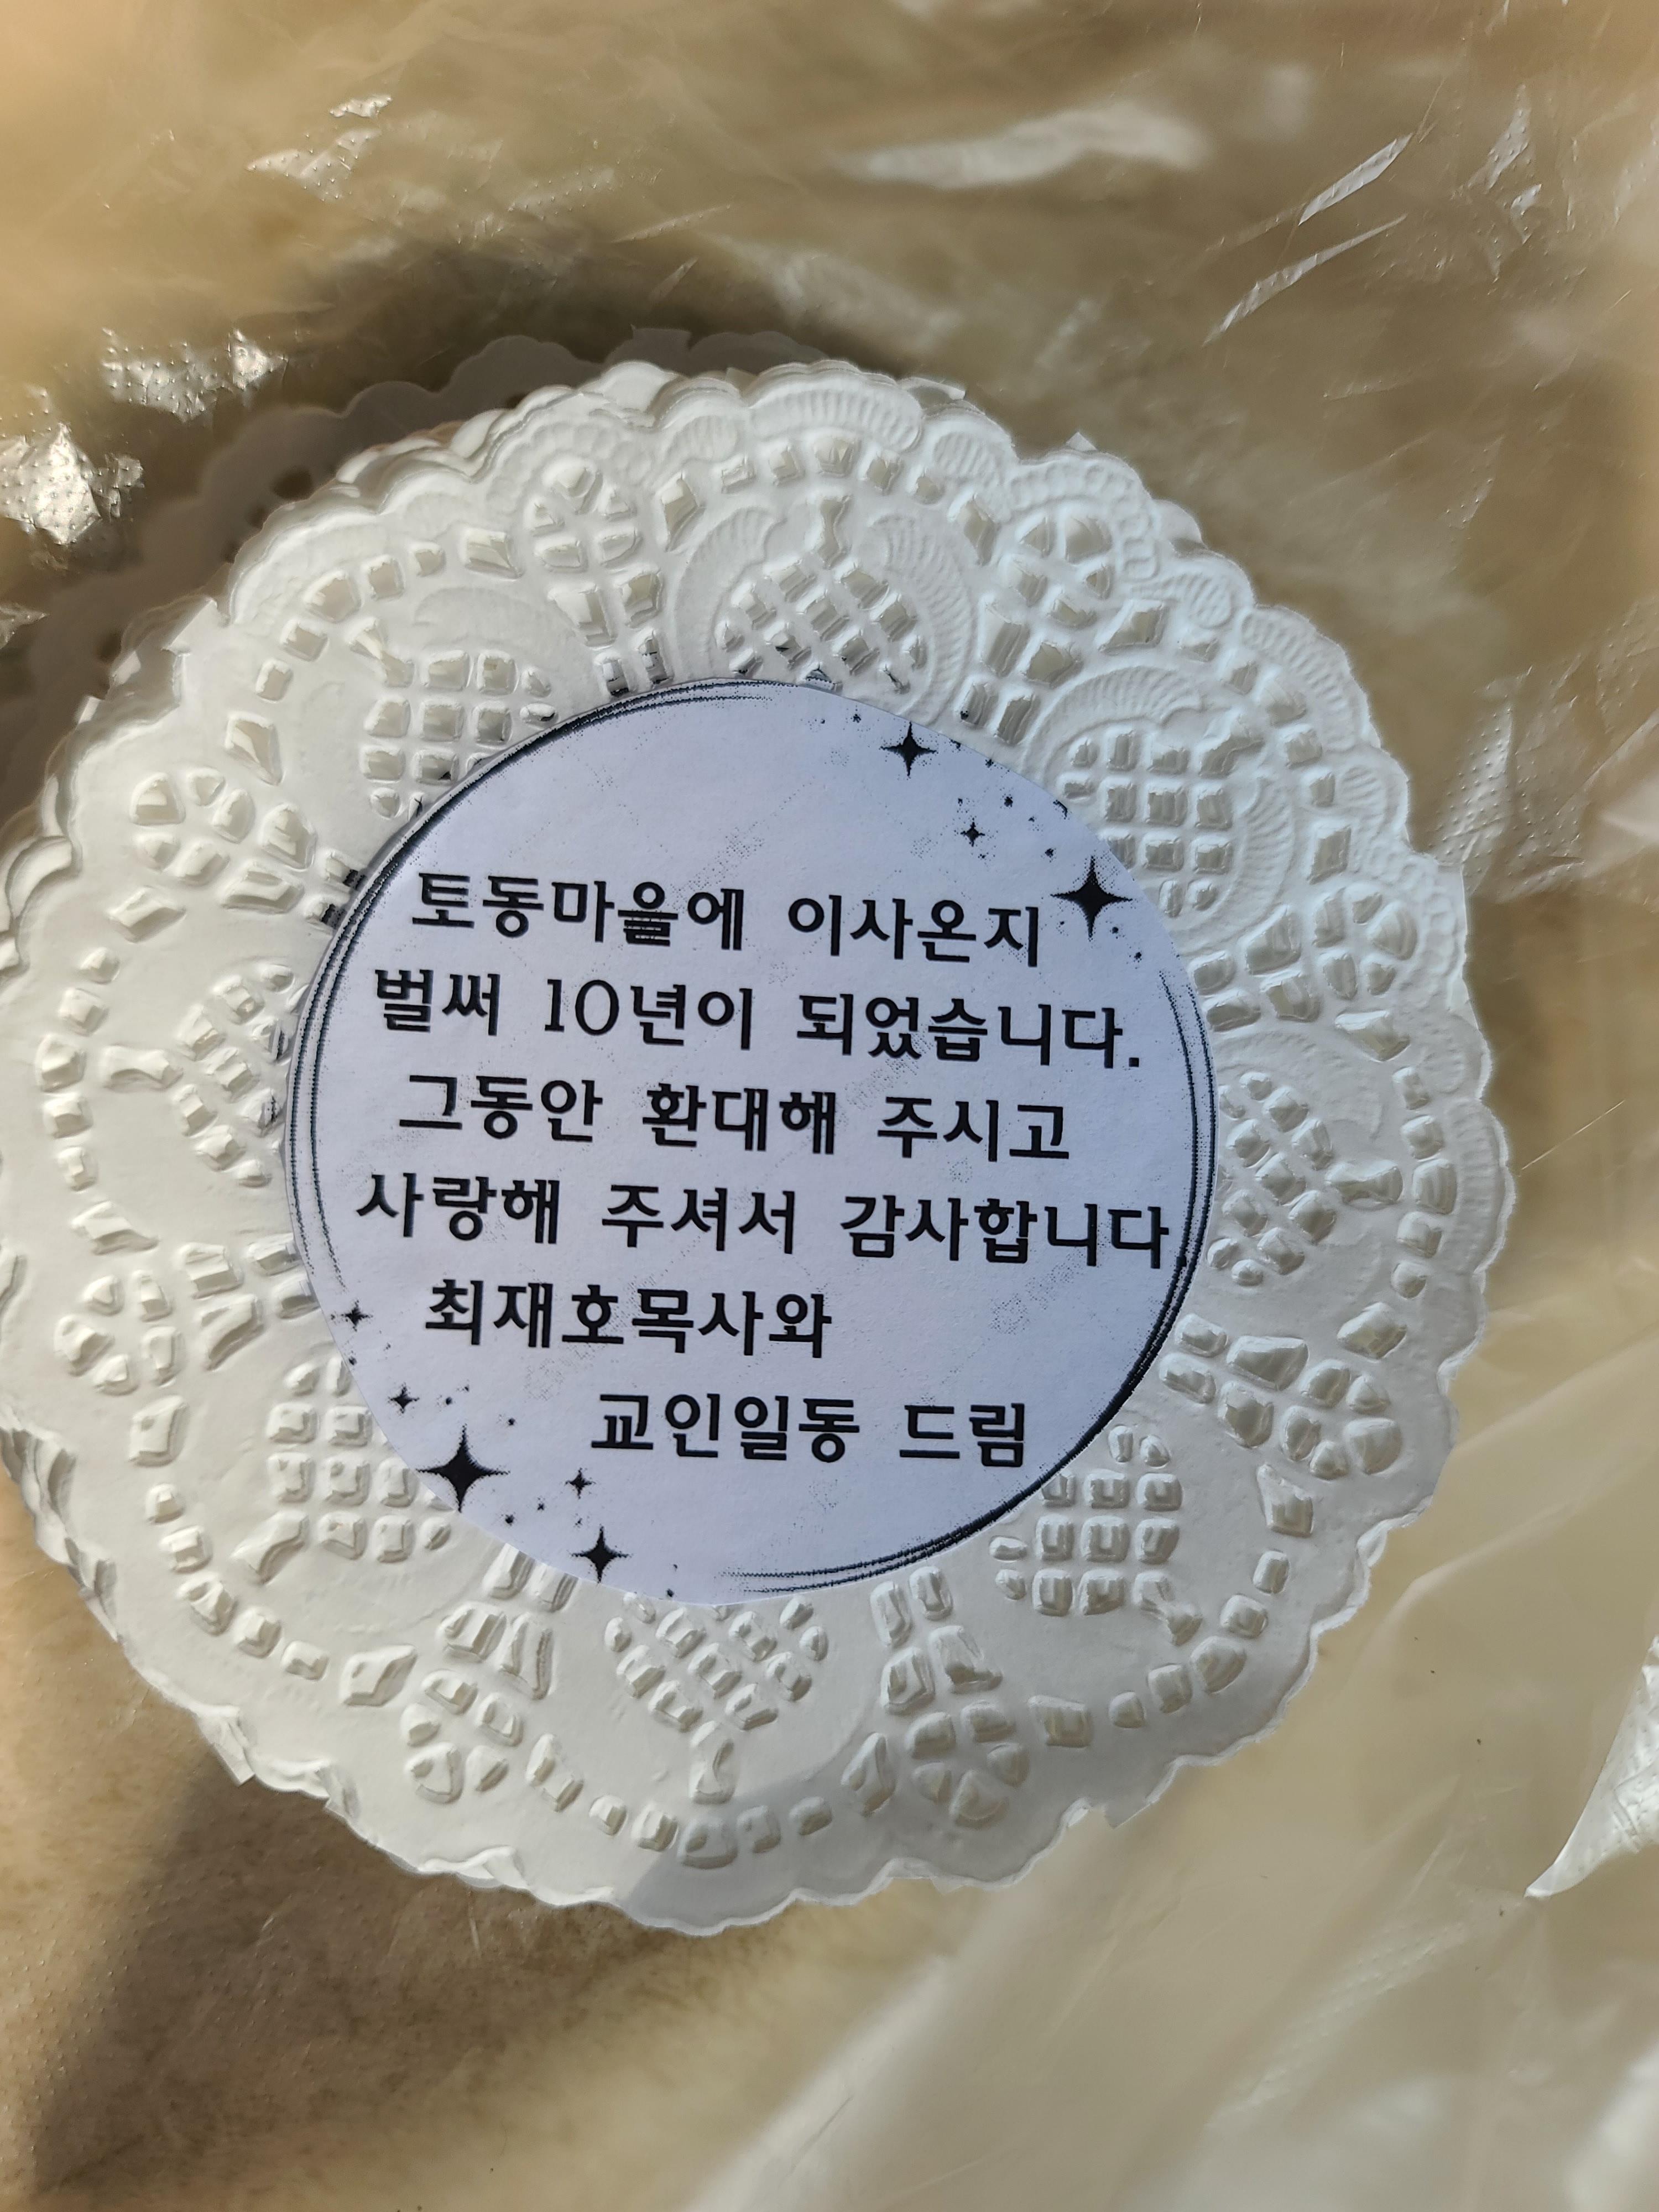 토동마을에 이사온지
벌써 10년이 되었습니다.
그동안 환대해 주시고
사랑해 주셔서 감사합니다.
최재호목사와
교인일동 드림